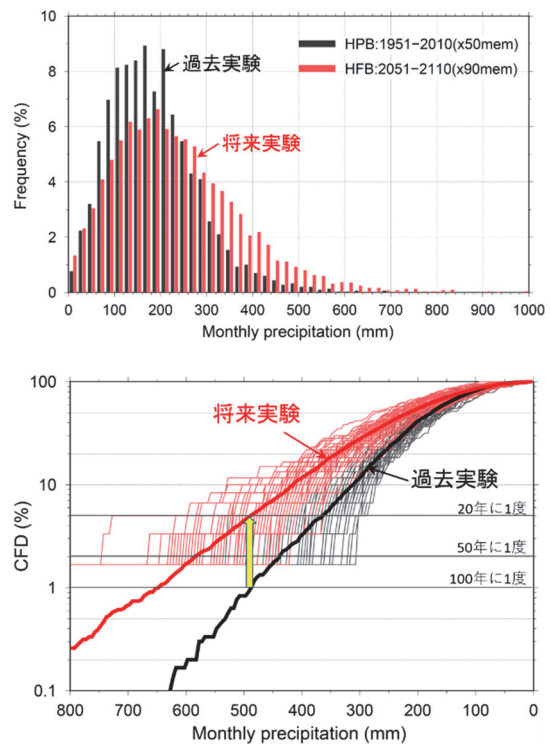 10
8
6
4
2
0
Frequency (%)
HPB:1951−2010(x50mem)
HFB:2051−2110(x90mem)
過去実験
将来実験
0 100 200 300 400 500 600 700 800 900 1000
Monthly precipitation (mm)
100
10
1
0.1
CFD (%)
将来実験
過去実験
20年に1度
50年に1度
100年に1度
800 700 600 500 400 300 200 100 0
Monthly precipitation (mm)